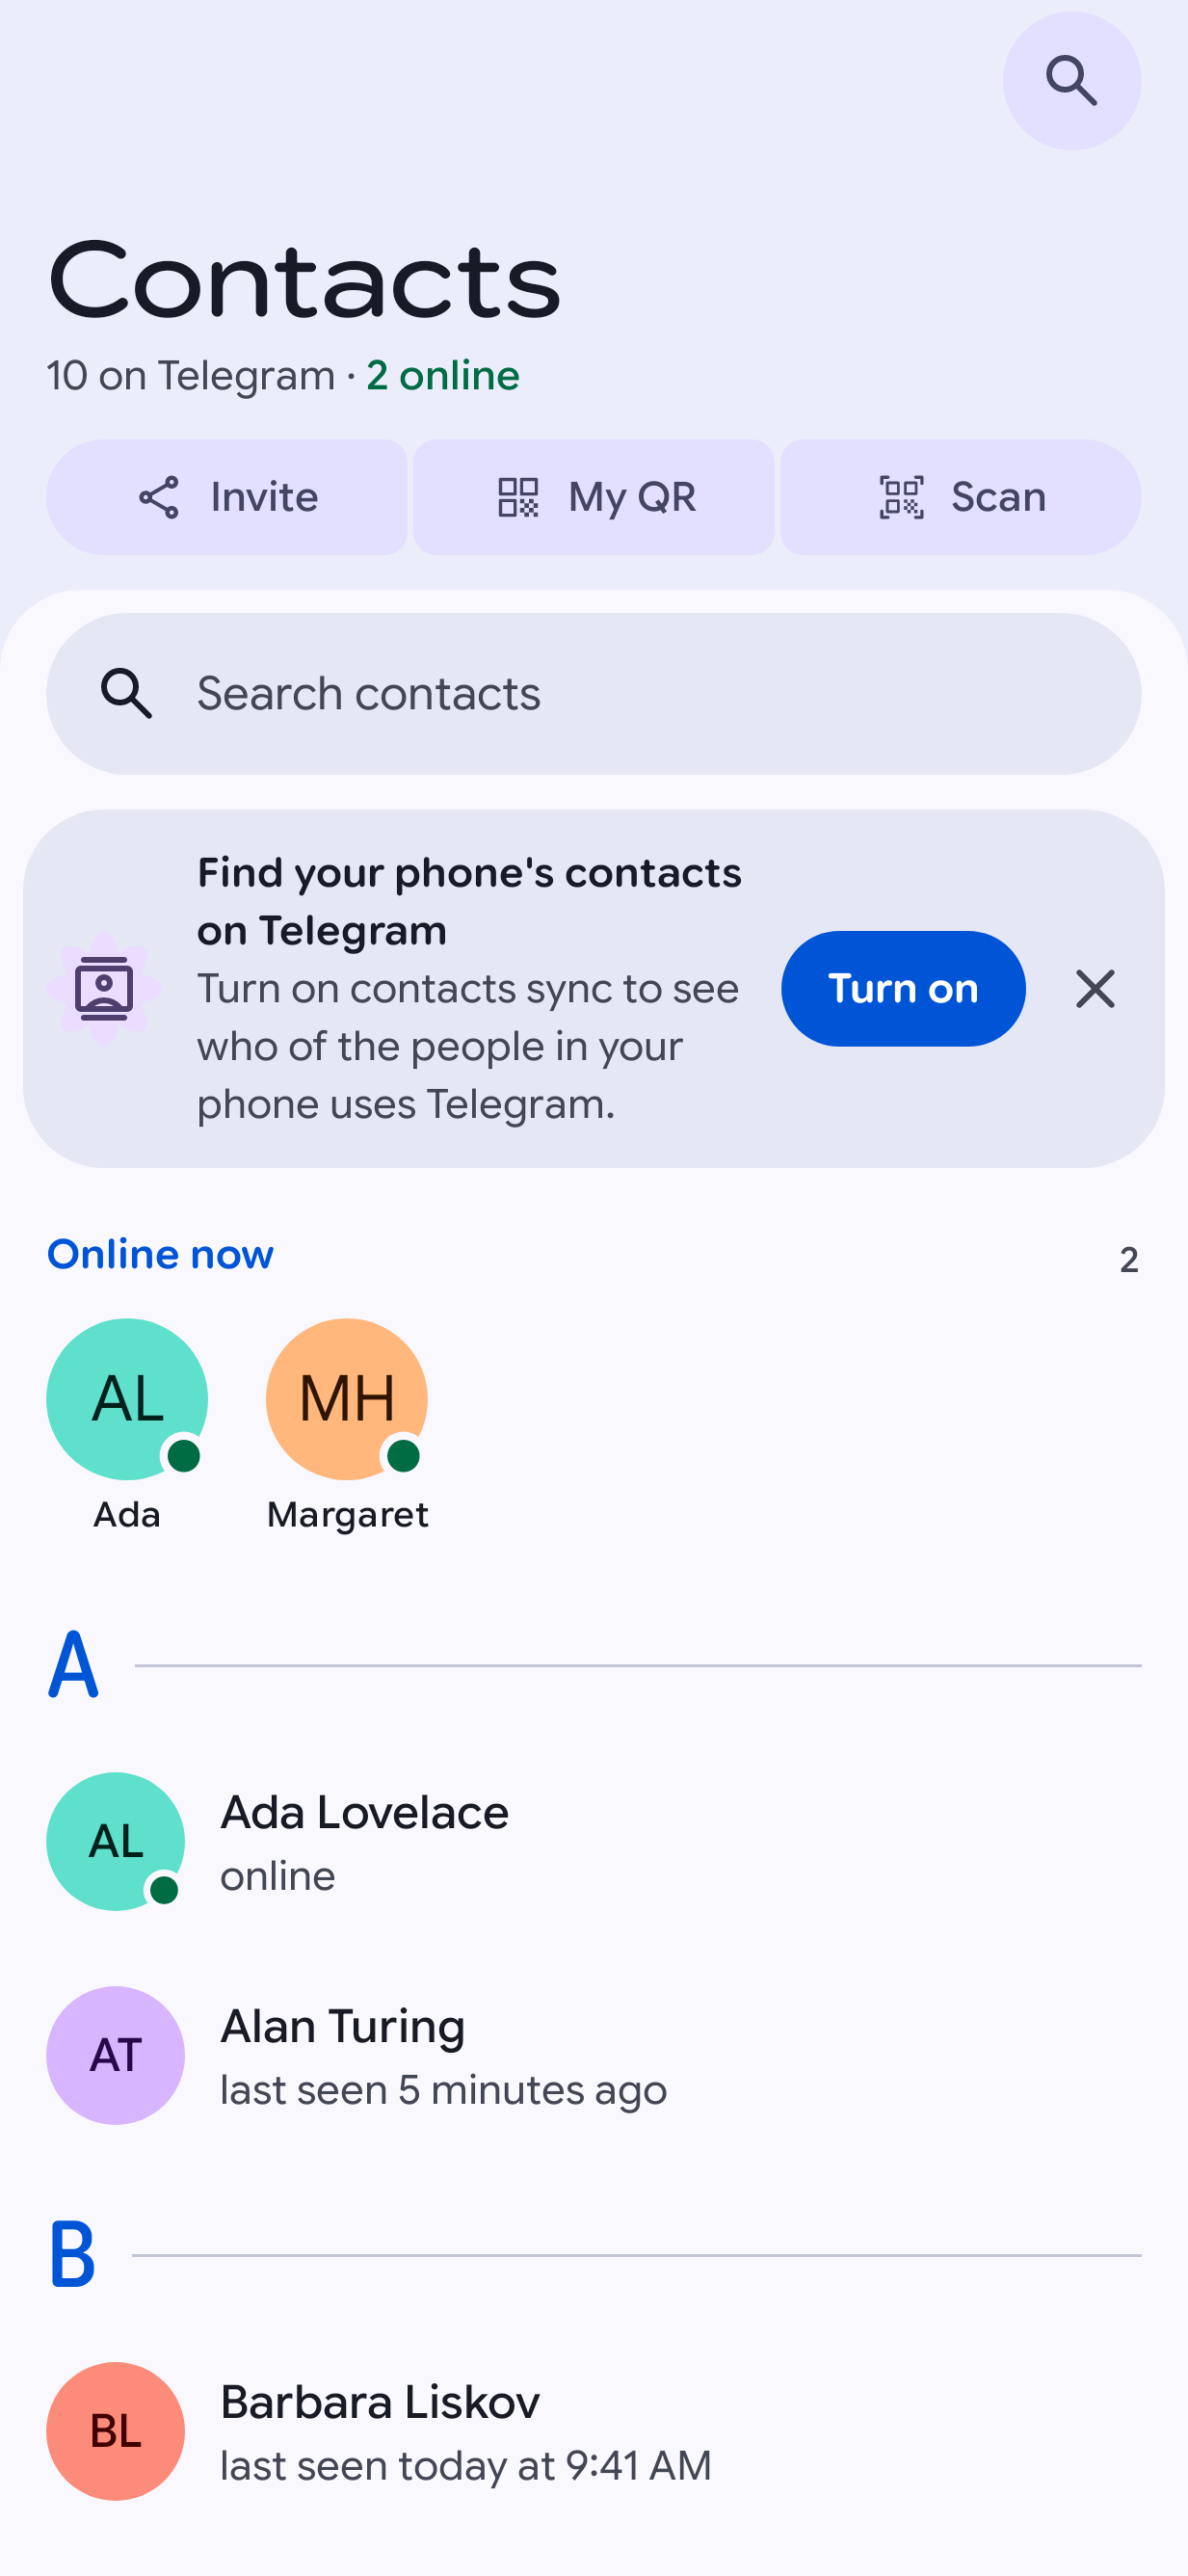 Contacts
10 on Telegram · 2 online
Invite
My QR
Scan
Search contacts
Find your phone's contacts
on Telegram
Turn on contacts sync to see
who of the people in your
phone uses Telegram.
Turn on
Online now
2
AL
MH
Ada
Margaret
A
AL
Ada Lovelace
online
AT
Alan Turing
last seen 5 minutes ago
B
BL
Barbara Liskov
last seen today at 9:41 AM